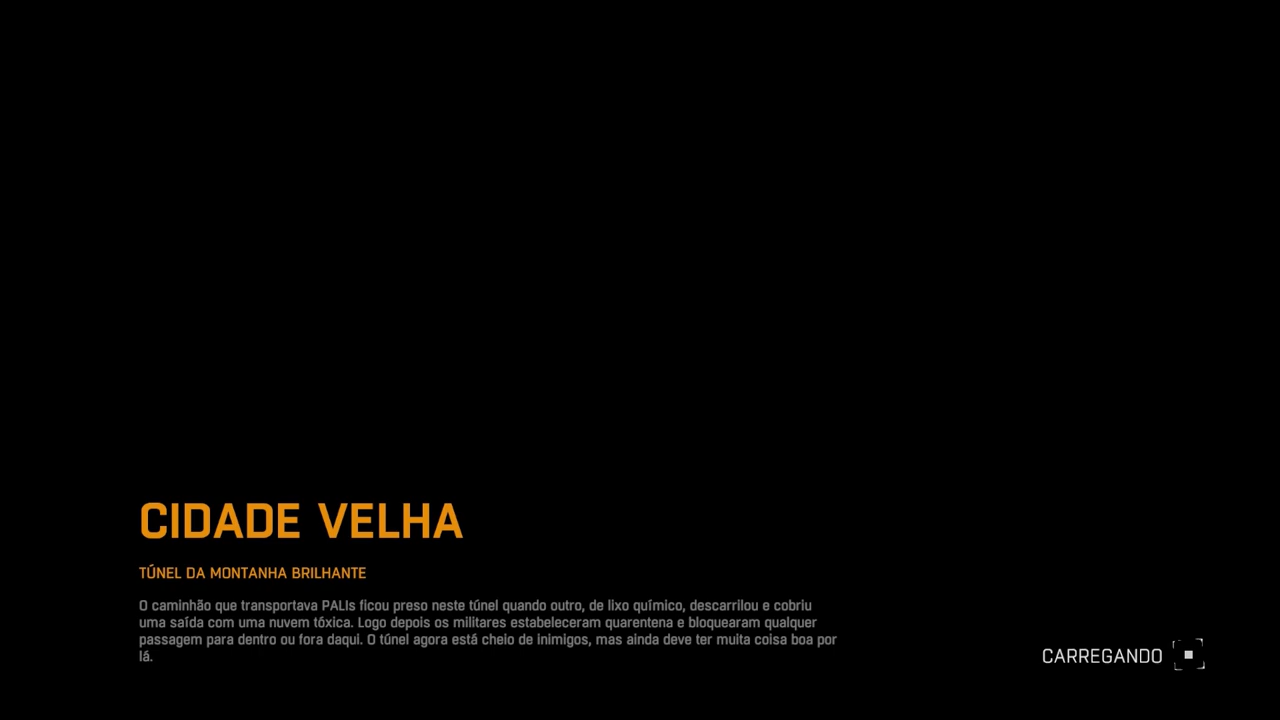 CIDADE VELHA
TÚNEL DA MONTANHA BRILHANTE
O caminhão que transportava PALIs ficou preso neste túnel quando outro, de lixo químico, descarrilou e cobriu
uma saída com uma nuvem tóxica. Logo depois os militares estabeleceram quarentena e bloquearam qualquer
passagem para dentro ou fora daqui. O túnel agora está cheio de inimigos, mas ainda deve ter muita coisa boa por
lá.
CARREGANDO